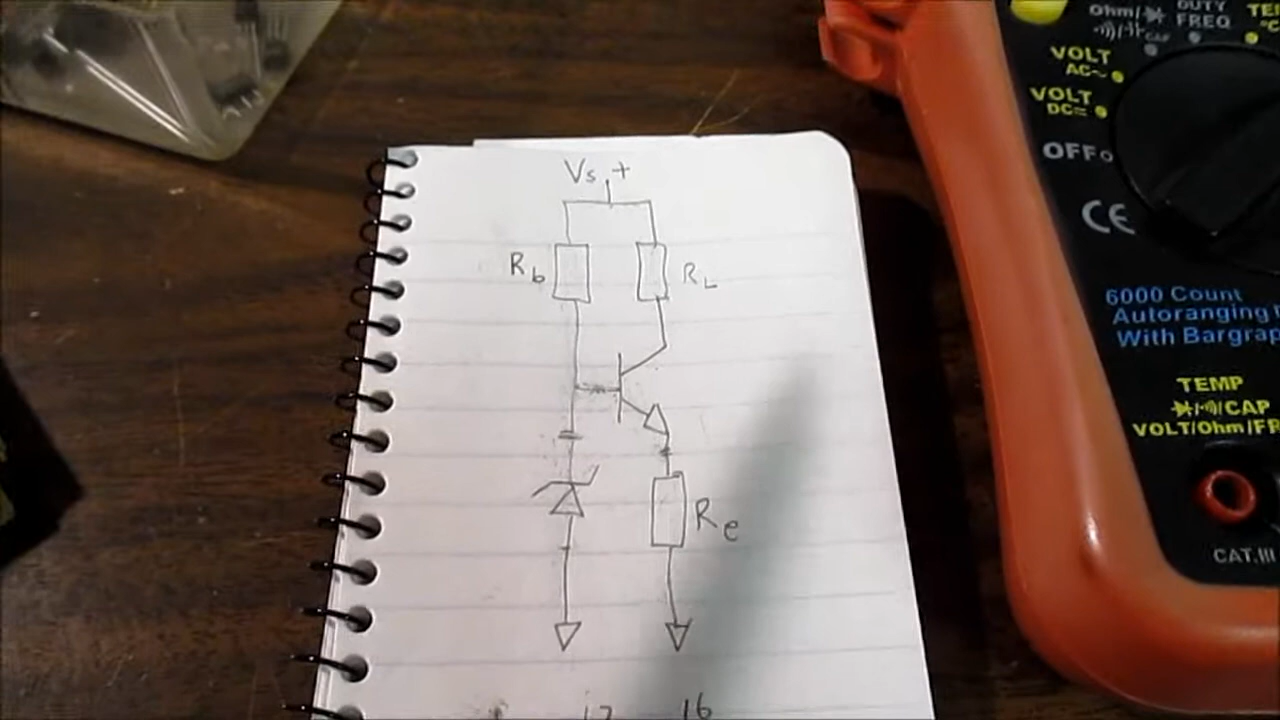 Vs +
Rb
RL
Re
17 16
Ohm/
DUTY
FREQ
VOLT
AC~
VOLT
DC=
OFF
CE
6000 Count
Autoranging
With Bargrap
TEMP
/CAP
VOLT/Ohm/FR
CAT.III